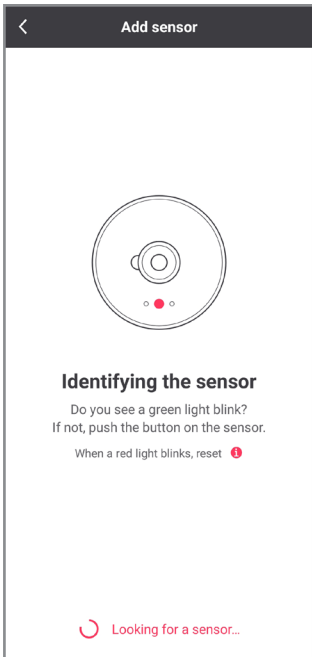 Add sensor
Identifying the sensor
Do you see a green light blink?
If not, push the button on the sensor.
When a red light blinks, reset
Looking for a sensor...